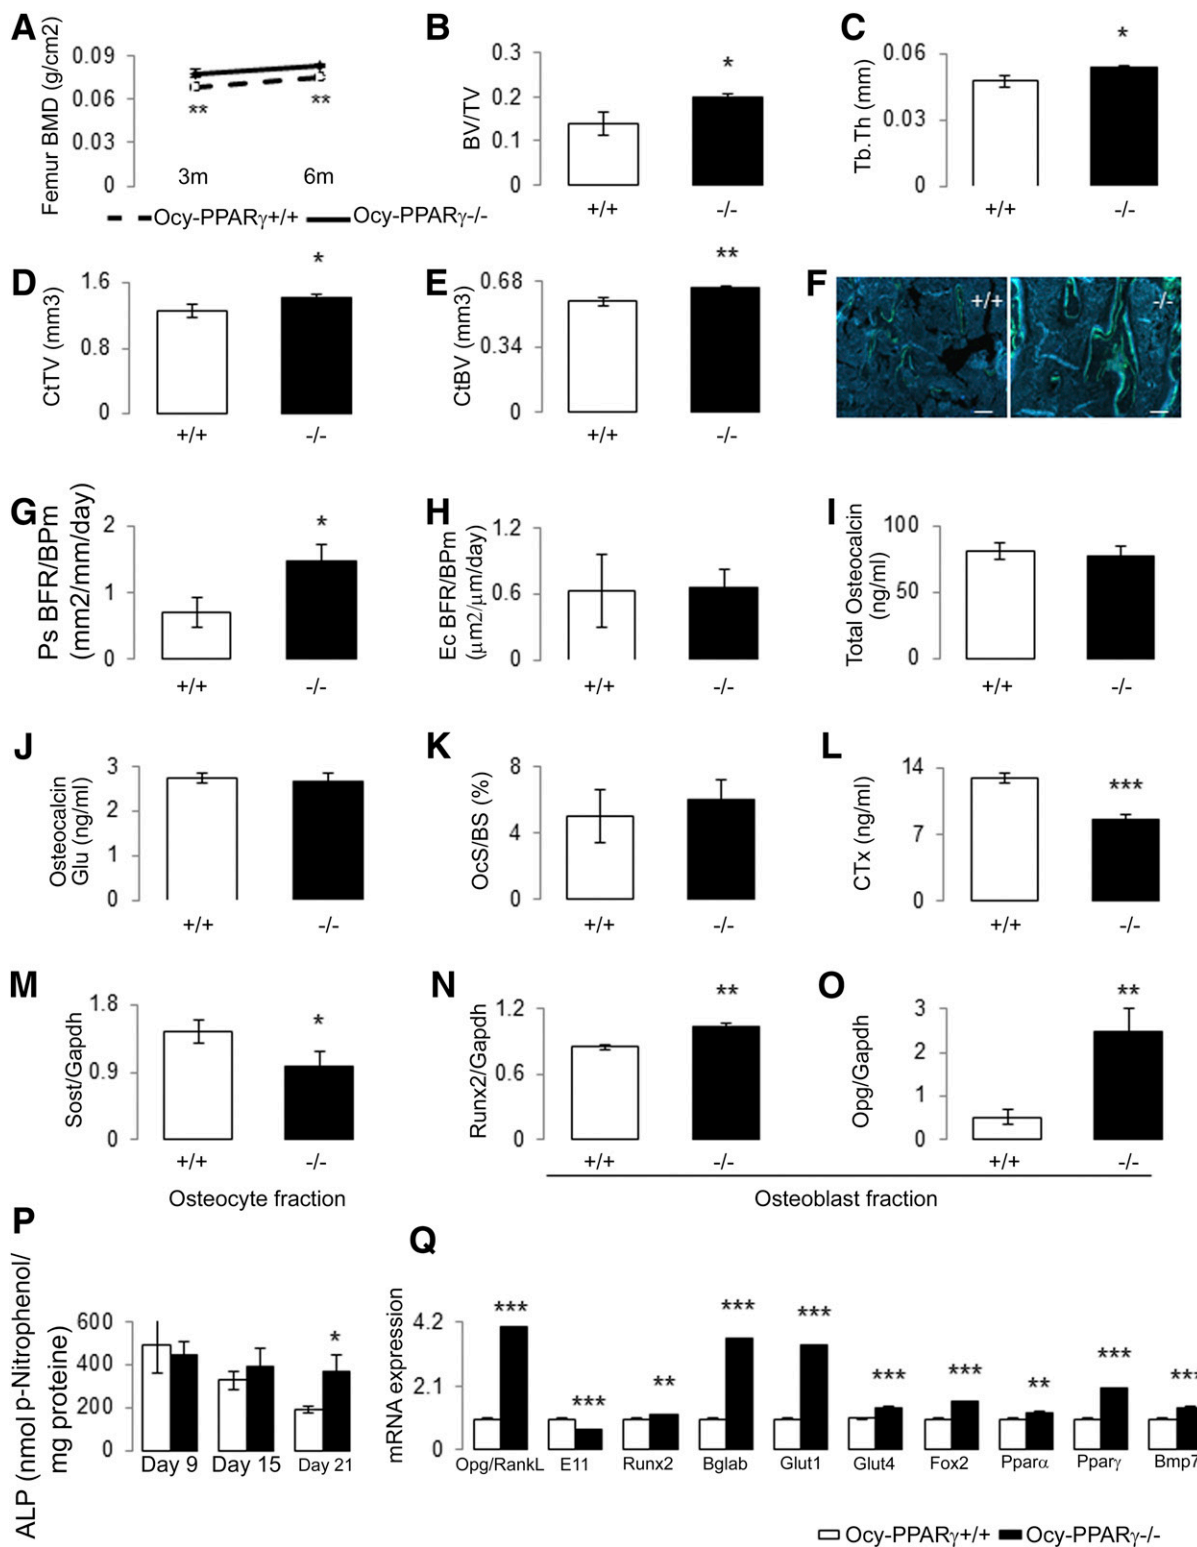 A
Femur BMD (g/cm2)
0.09
0.06
0.03
0
** **
3m 6m
Ocy-PPARγ+/+ Ocy-PPARγ-/-
B
BV/TV
0.3
0.2
0.1
0
*
+/+ -/-
C
Tb.Th (mm)
0.06
0.03
0
*
+/+ -/-
D
CtTV (mm3)
1.6
0.8
0
*
+/+ -/-
E
CtBV (mm3)
0.68
0.34
0
**
+/+ -/-
F
+/+ -/-
G
Ps BFR/BPm
(mm2/mm/day)
2
1
0
*
+/+ -/-
H
Ec BFR/BPm
(μm2/μm/day)
1.2
0.6
0
+/+ -/-
I
Total Osteocalcin
(ng/ml)
100
50
0
+/+ -/-
J
Osteocalcin
Glu (ng/ml)
3
2
1
0
+/+ -/-
K
OcS/BS (%)
8
4
0
+/+ -/-
L
CTx (ng/ml)
14
7
0
***
+/+ -/-
M
Sost/Gapdh
1.8
0.9
0
*
+/+ -/-
Osteocyte fraction
N
Runx2/Gapdh
1.2
0.6
0
**
+/+ -/-
O
Opg/Gapdh
3
2
1
0
**
+/+ -/-
Osteoblast fraction
P
ALP (nmol p-Nitrophenol/
mg proteine)
600
400
200
0
*
Day 9 Day 15 Day 21
Q
mRNA expression
4.2
2.1
0
*** *** ** *** *** *** *** ** *** ***
Opg/RankL E11 Runx2 Bglab Glut1 Glut4 Fox2 Pparα Pparγ Bmp7
Ocy-PPARγ+/+ Ocy-PPARγ-/-